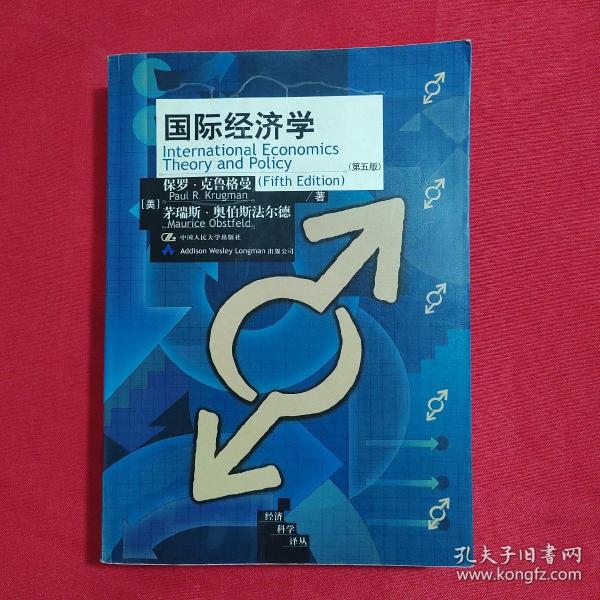 国际经济学
International Economics
Theory and Policy
(第五版)
保罗·克鲁格曼 (Fifth Edition)
Paul R. Krugman
[美]
/著
茅瑞斯·奥伯斯法尔德
Maurice Obstfeld
中国人民大学出版社
Addison Wesley Longman 出版公司
经济
科学
译丛
孔夫子旧书网
www.kongfz.com